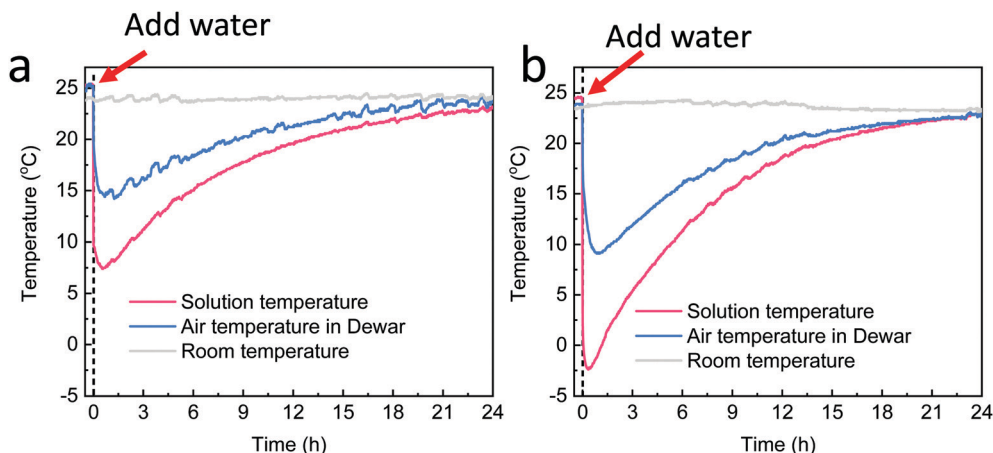 a
Add water
Temperature (°C)
25
20
15
10
5
0
-5
Solution temperature
Air temperature in Dewar
Room temperature
0 3 6 9 12 15 18 21 24
Time (h)
b
Add water
Temperature (°C)
25
20
15
10
5
0
-5
Solution temperature
Air temperature in Dewar
Room temperature
0 3 6 9 12 15 18 21 24
Time (h)